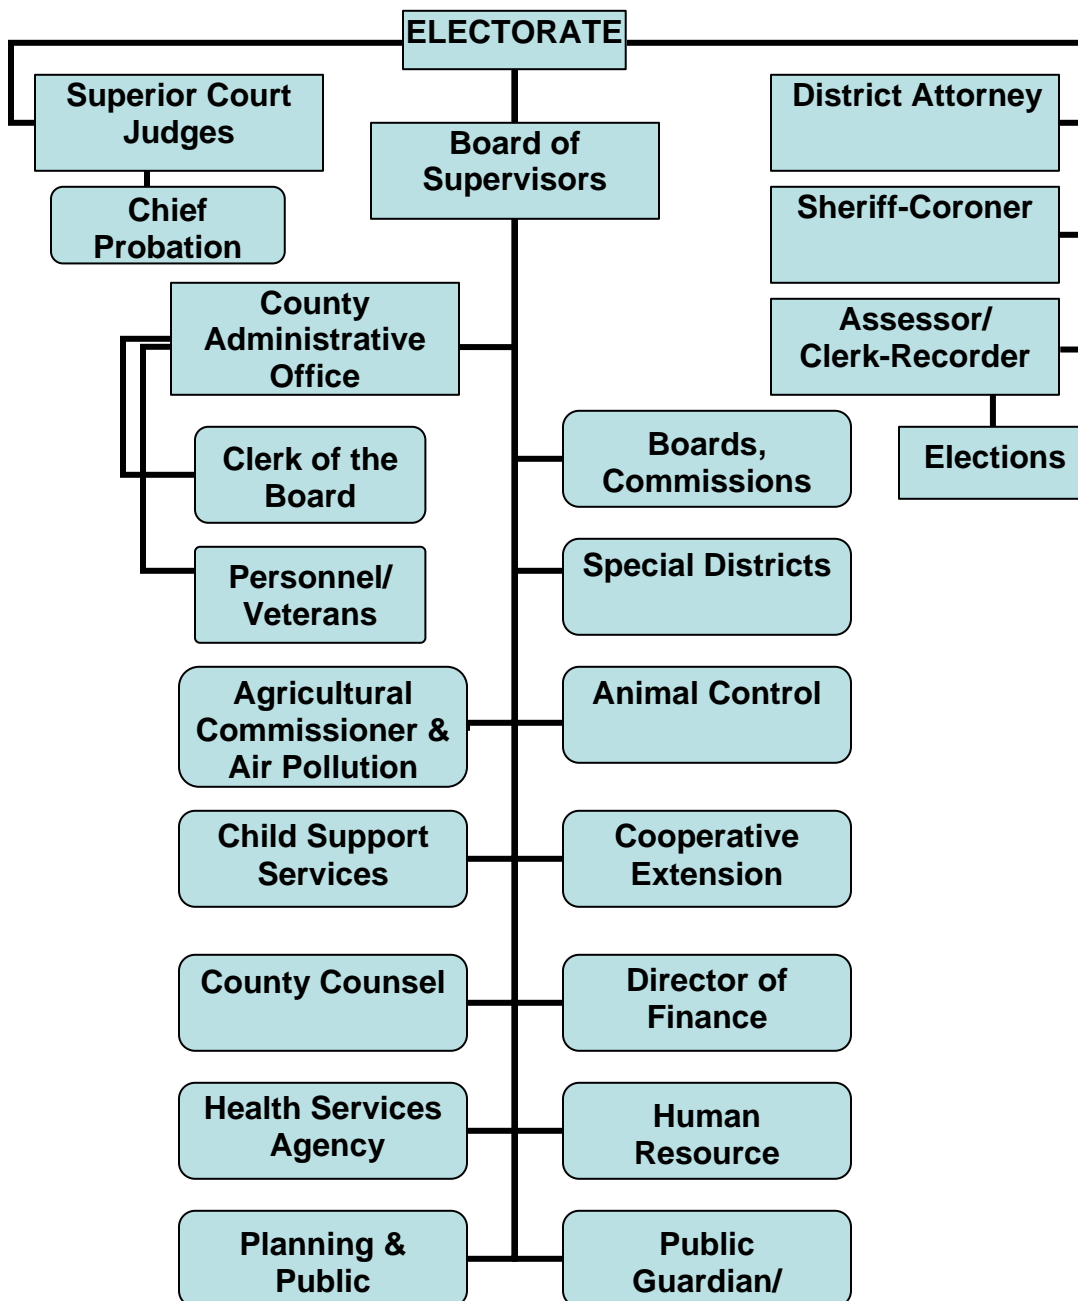 ELECTORATE
Superior Court
Judges
Board of
Supervisors
District Attorney
Chief
Probation
Sheriff-Coroner
County
Administrative
Office
Assessor/
Clerk-Recorder
Clerk of the
Board
Boards,
Commissions
Elections
Personnel/
Veterans
Special Districts
Agricultural
Commissioner &
Air Pollution
Animal Control
Child Support
Services
Cooperative
Extension
County Counsel
Director of
Finance
Health Services
Agency
Human
Resource
Planning &
Public
Public
Guardian/